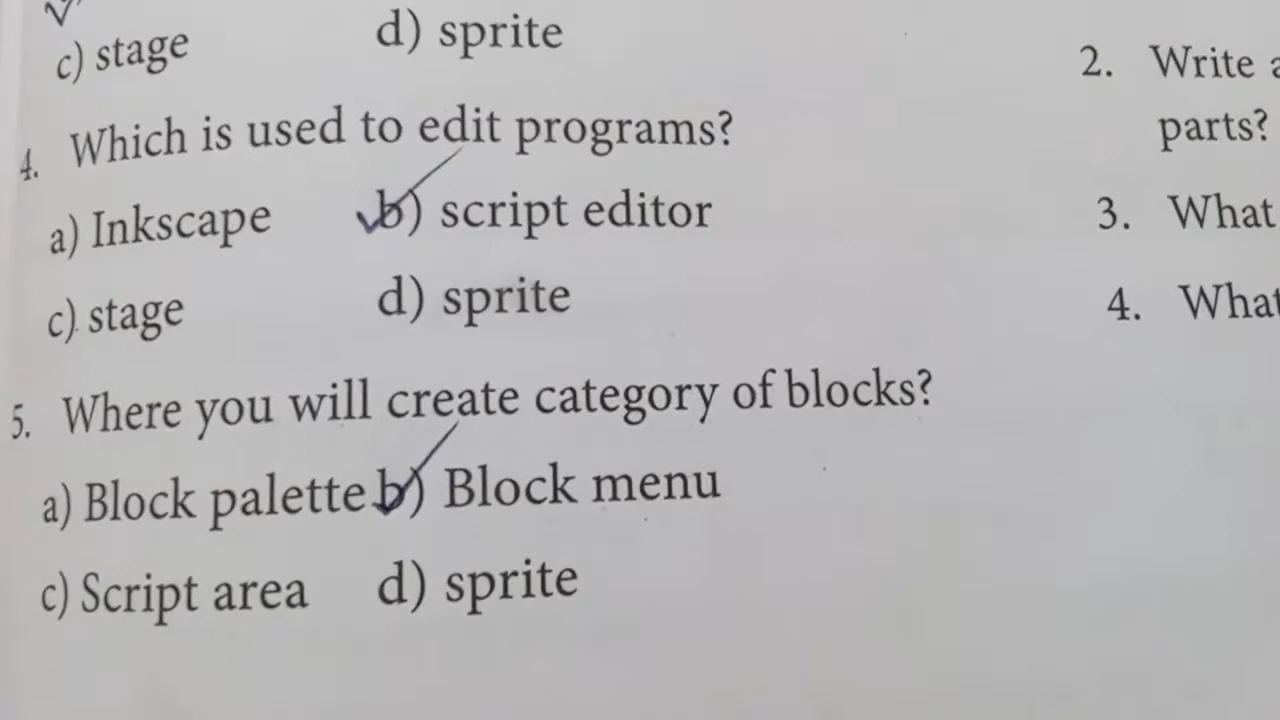 c) stage d) sprite
4. Which is used to edit programs?
a) Inkscape b) script editor
c) stage d) sprite
5. Where you will create category of blocks?
a) Block palette b) Block menu
c) Script area d) sprite
2. Write
parts?
3. What
4. What